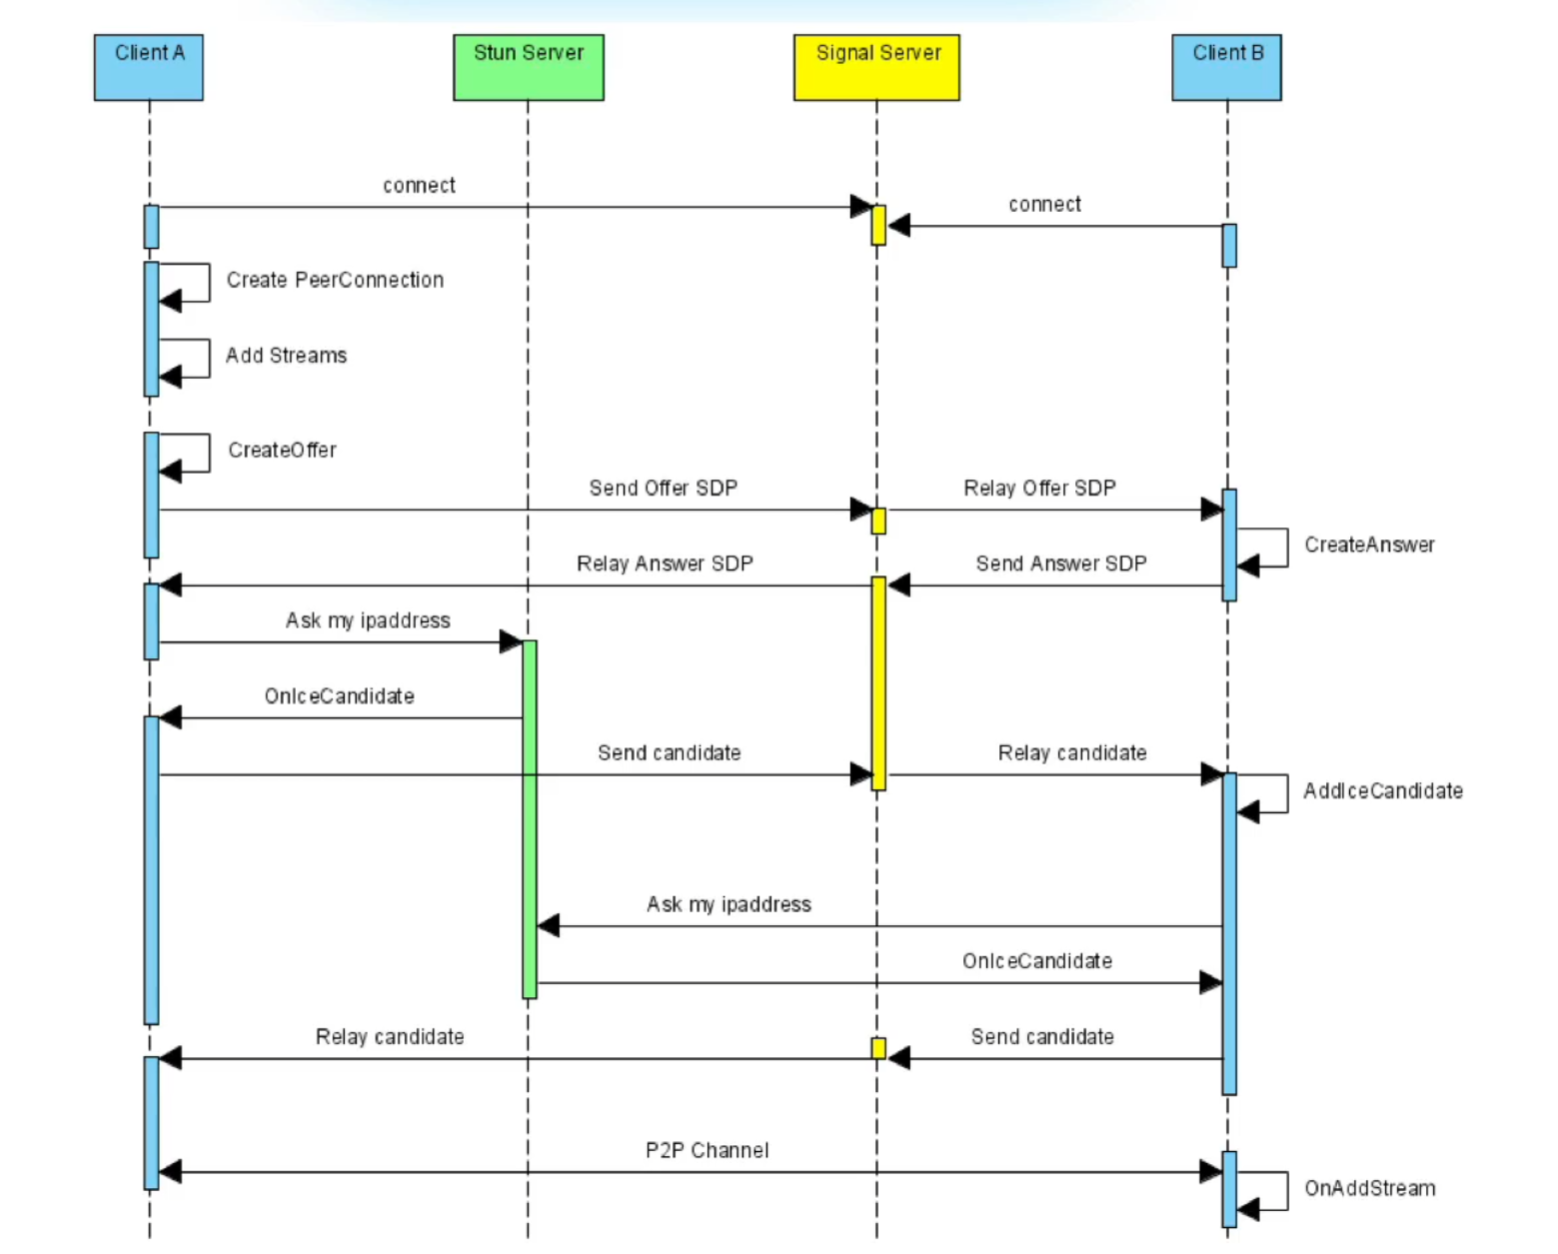 Client A
Stun Server
Signal Server
Client B
connect
connect
Create PeerConnection
Add Streams
CreateOffer
Send Offer SDP
Relay Offer SDP
CreateAnswer
Relay Answer SDP
Send Answer SDP
Ask my ipaddress
OnIceCandidate
Send candidate
Relay candidate
AddIceCandidate
Ask my ipaddress
OnIceCandidate
Relay candidate
Send candidate
P2P Channel
OnAddStream